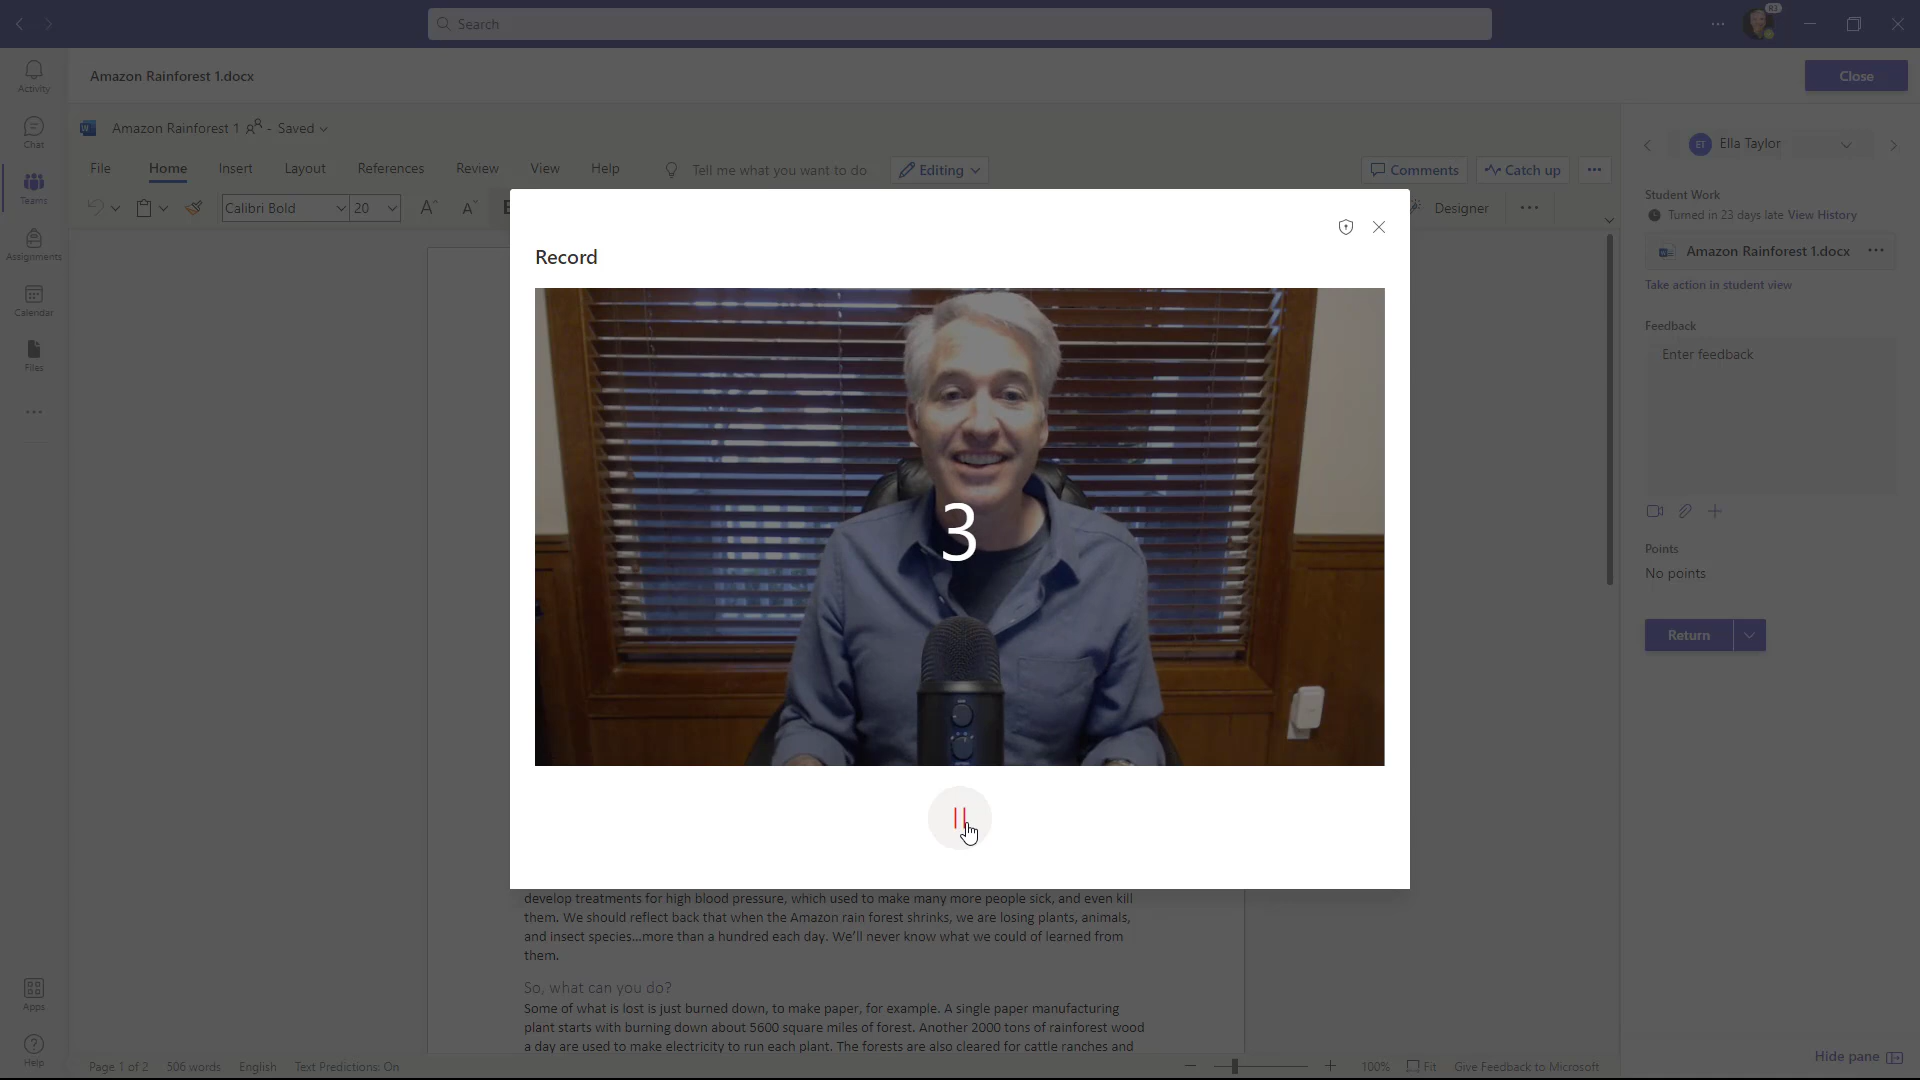 Search
RJ
Activity
Chat
Teams
Assignments
Calendar
Files
Apps
Help
Amazon Rainforest 1.docx
Close
Amazon Rainforest 1 - Saved
File Home Insert Layout References Review View Help Tell me what you want to do Editing Comments Catch up
Calibri Bold 20 A A B Designer
Record
3
develop treatments for high blood pressure, which used to make many more people sick, and even kill
them. We should reflect back that when the Amazon rain forest shrinks, we are losing plants, animals,
and insect species...more than a hundred each day. We'll never know what we could of learned from
them.
So, what can you do?
Some of what is lost is just burned down, to make paper, for example. A single paper manufacturing
plant starts with burning down about 5600 square miles of forest. Another 2000 tons of rainforest wood
a day are used to make electricity to run each plant. The forests are also cleared for cattle ranches and
ET Ella Taylor
Student Work
Turned in 23 days late View History
Amazon Rainforest 1.docx
Take action in student view
Feedback
Enter feedback
Points
No points
Return
Hide pane
Page 1 of 2 506 words English Text Predictions: On 100% Fit Give Feedback to Microsoft